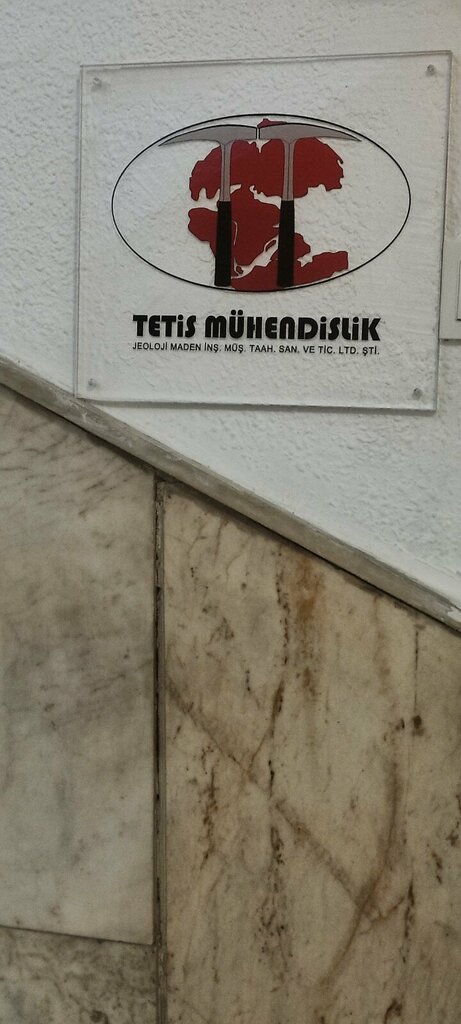 TETİS MÜHENDİSLİK
JEOLOJİ MADEN İNŞ. MÜŞ. TAAH. SAN. VE TİC. LTD. ŞTİ.